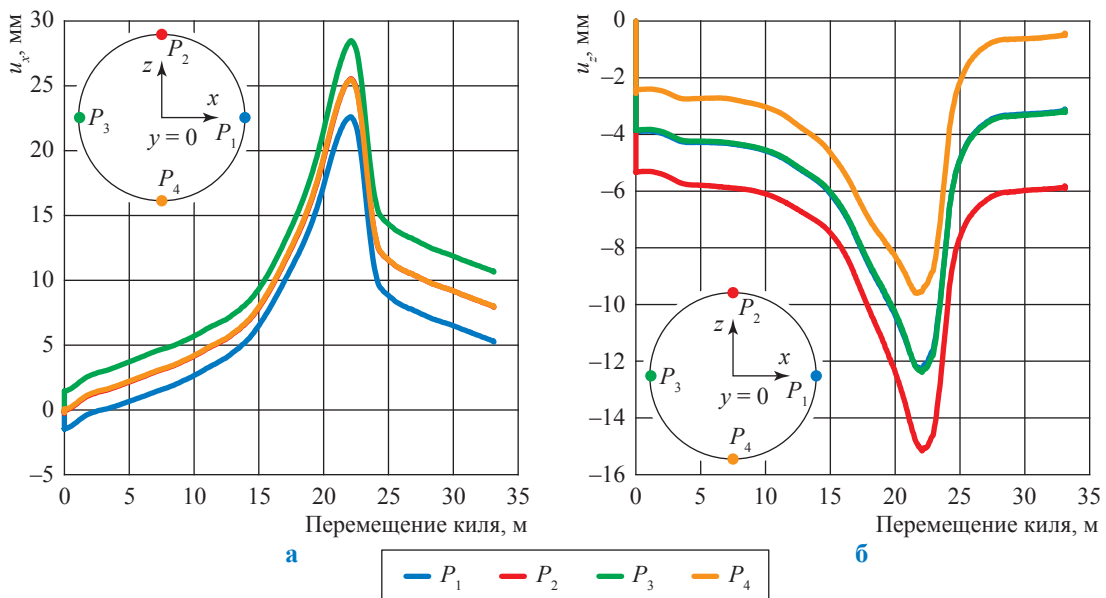 uₓ, мм
30
25
20
15
10
5
0
–5
0 5 10 15 20 25 30 35
Перемещение киля, м
P₂
z
x
P₃
y = 0
P₁
P₄
а
u_z, мм
0
–2
–4
–6
–8
–10
–12
–14
–16
0 5 10 15 20 25 30 35
Перемещение киля, м
P₂
z
x
P₃
y = 0
P₁
P₄
б
P₁ P₂ P₃ P₄